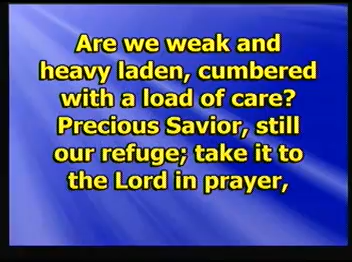 Are we weak and
heavy laden, cumbered
with a load of care?
Precious Savior, still
our refuge; take it to
the Lord in prayer,